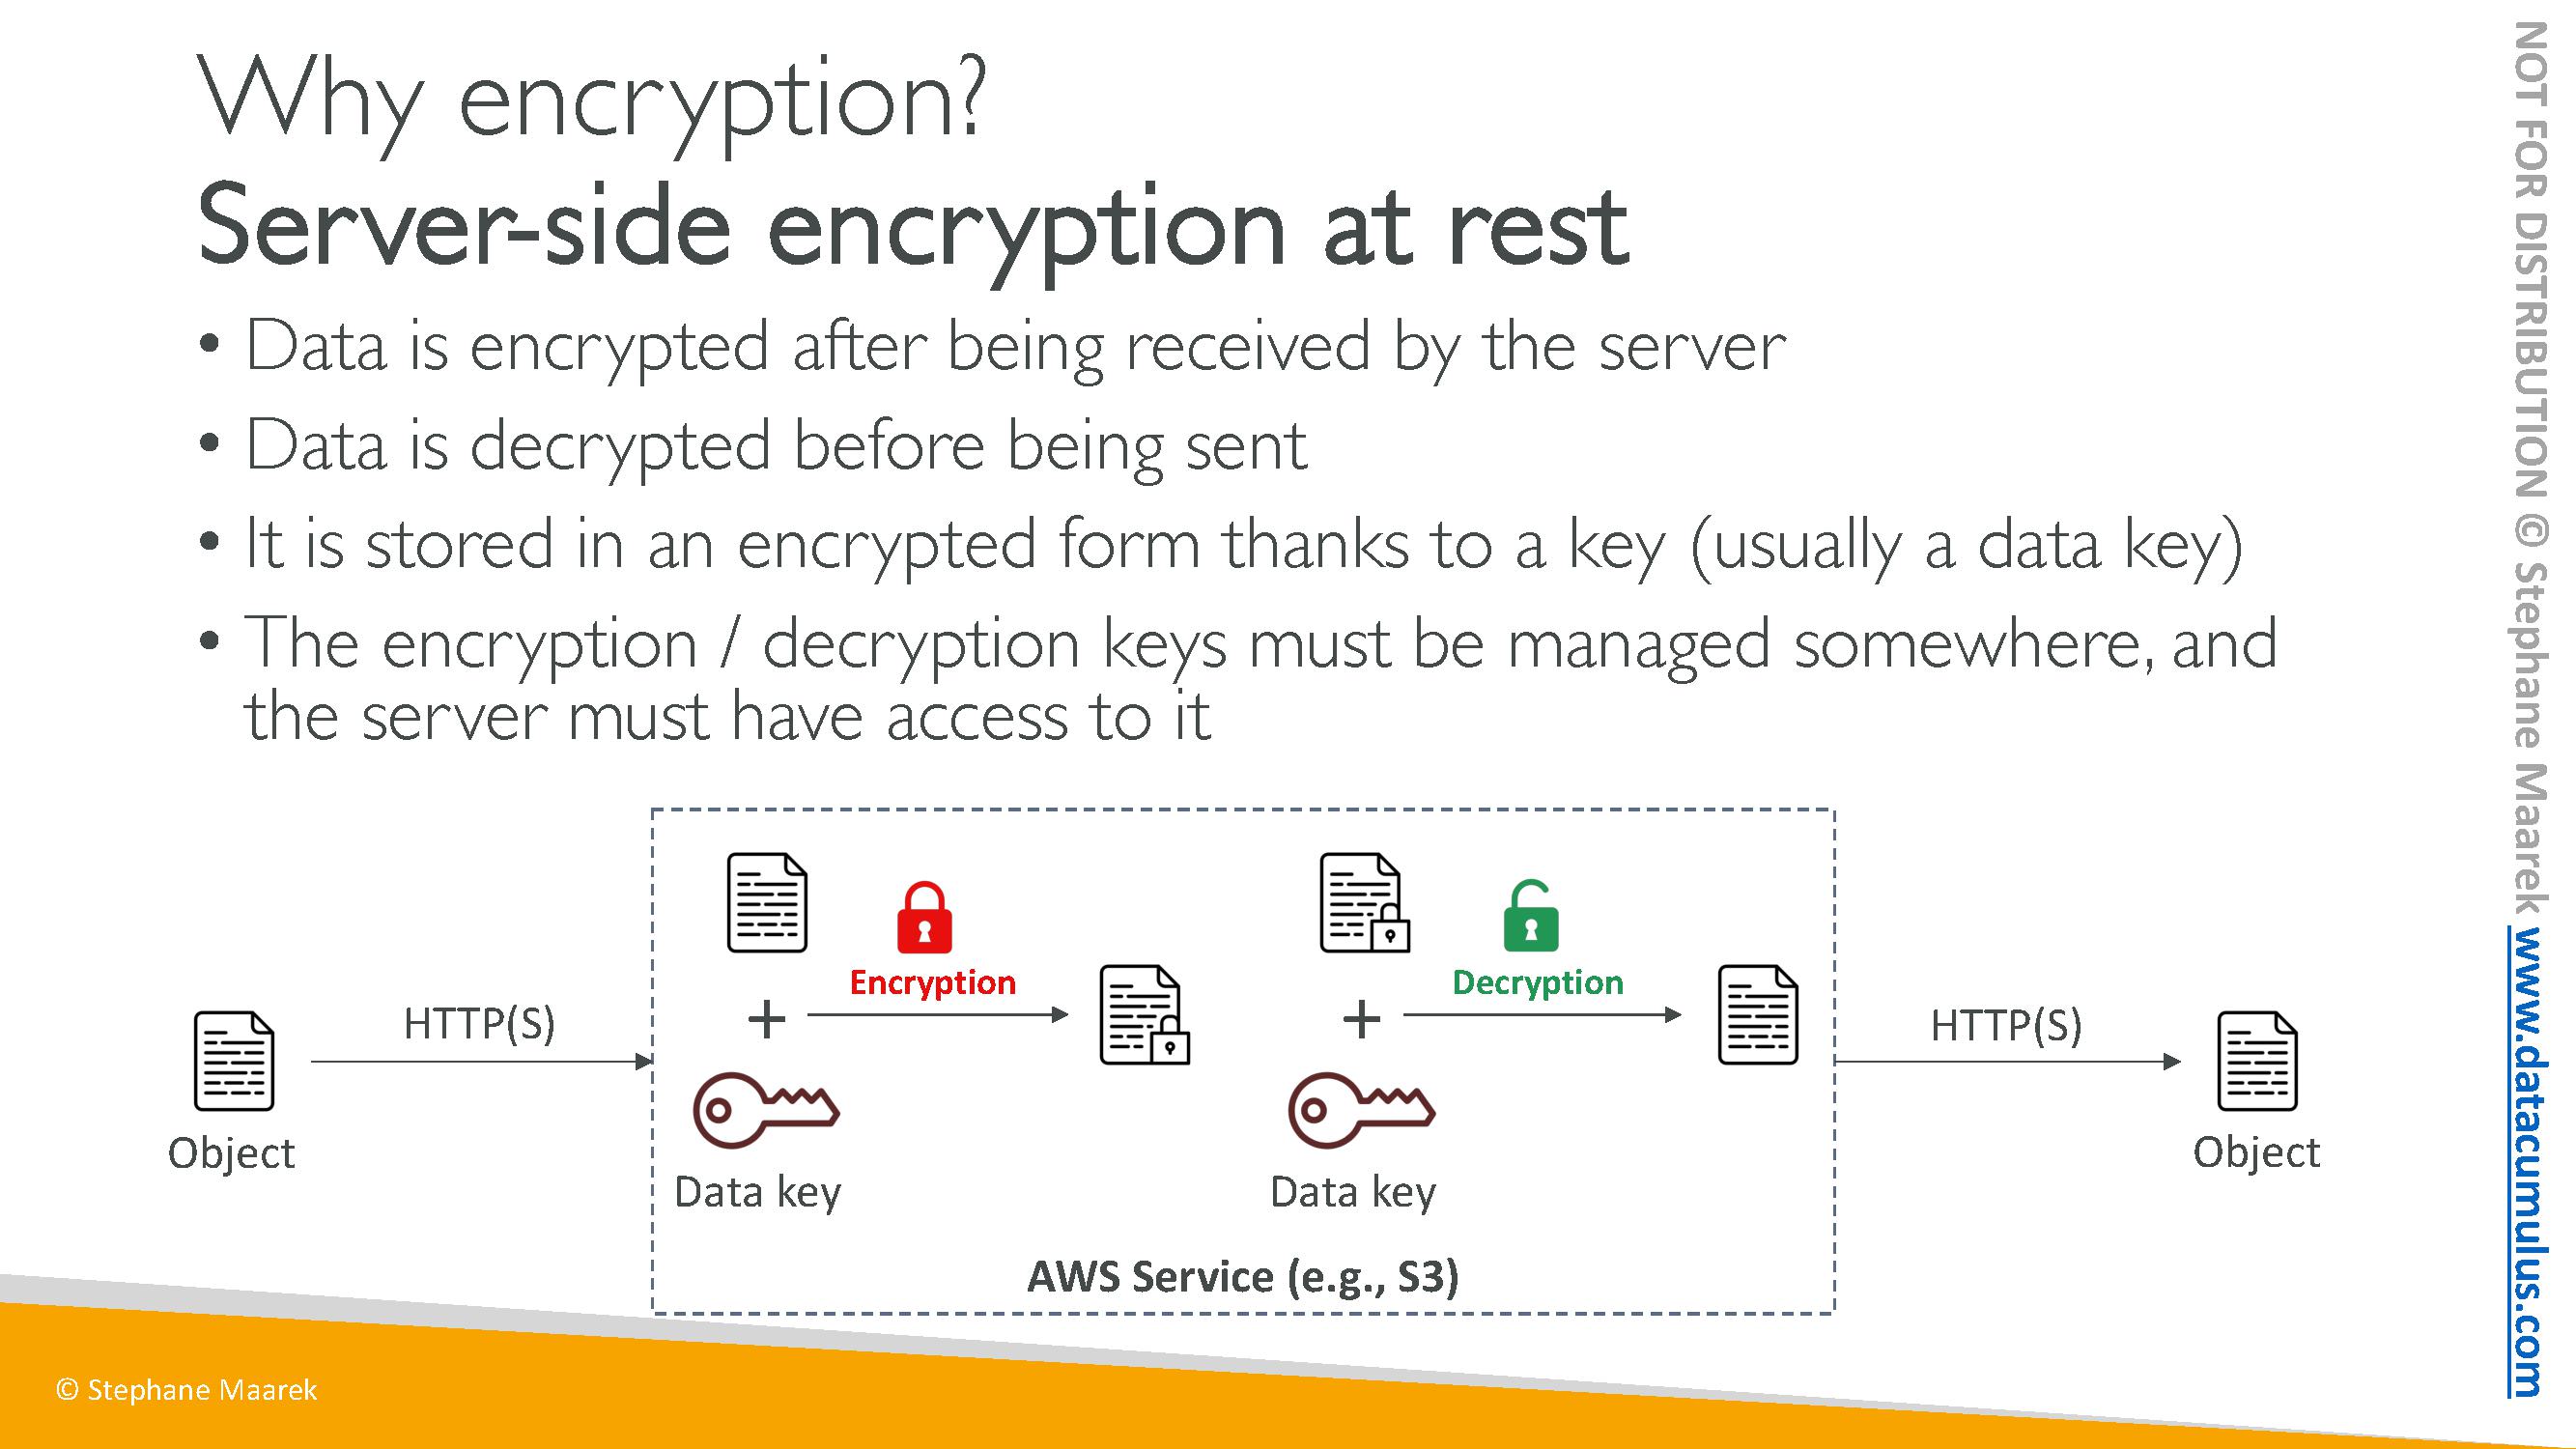 Why encryption?
Server-side encryption at rest
• Data is encrypted after being received by the server
• Data is decrypted before being sent
• It is stored in an encrypted form thanks to a key (usually a data key)
• The encryption / decryption keys must be managed somewhere, and
the server must have access to it
Object
HTTP(S)
+
Data key
Encryption
+
Data key
Decryption
AWS Service (e.g., S3)
HTTP(S)
Object
© Stephane Maarek
NOT FOR DISTRIBUTION © Stephane Maarek www.datacumulus.com